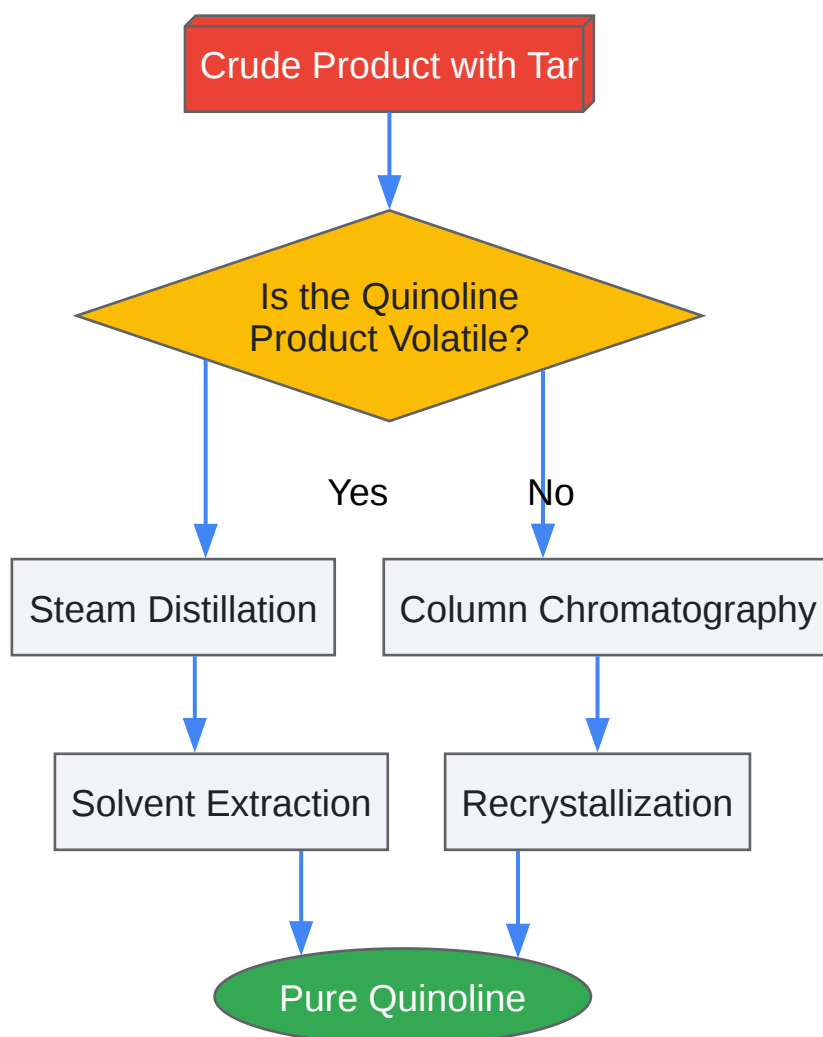 Crude Product with Tar
Is the Quinoline
Product Volatile?
Yes
No
Steam Distillation
Column Chromatography
Solvent Extraction
Recrystallization
Pure Quinoline